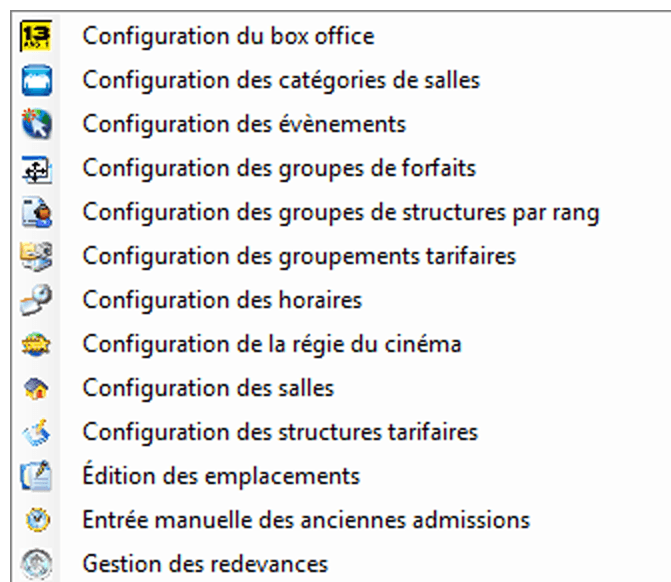 13
ANS +
Configuration du box office
Configuration des catégories de salles
Configuration des évènements
Configuration des groupes de forfaits
Configuration des groupes de structures par rang
Configuration des groupements tarifaires
Configuration des horaires
Configuration de la régie du cinéma
Configuration des salles
Configuration des structures tarifaires
Édition des emplacements
Entrée manuelle des anciennes admissions
Gestion des redevances